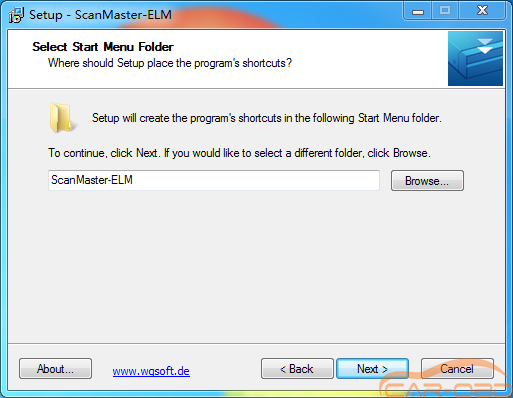 Setup - ScanMaster-ELM
Select Start Menu Folder
Where should Setup place the program's shortcuts?
Setup will create the program's shortcuts in the following Start Menu folder.
To continue, click Next. If you would like to select a different folder, click Browse.
ScanMaster-ELM
Browse...
About...
www.wgsoft.de
< Back
Next >
Cancel
CAR-OBD